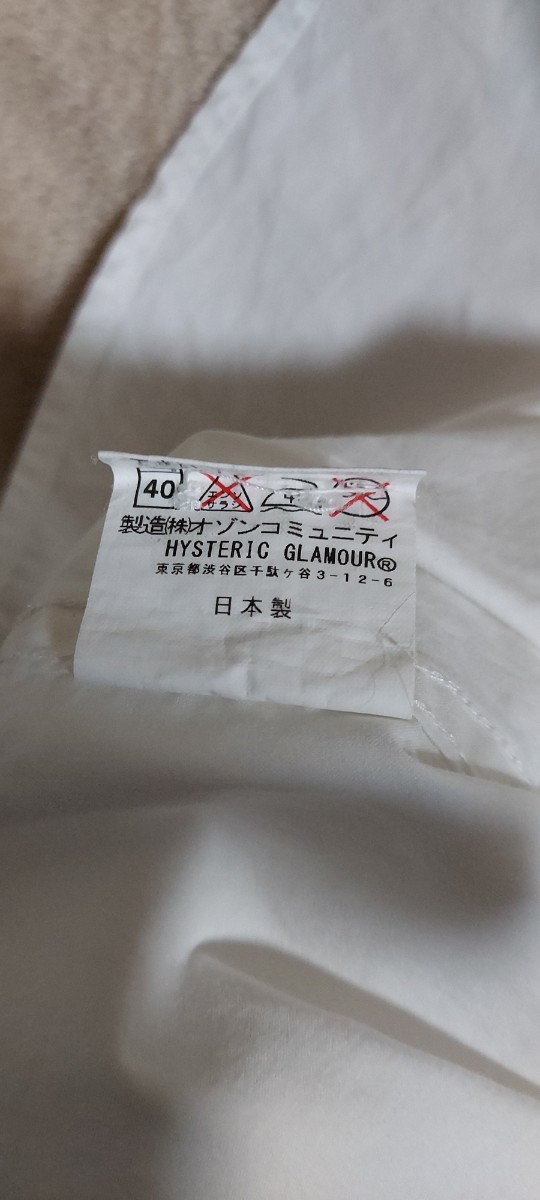 40
製造(株)オゾンコミュニティ
HYSTERIC GLAMOUR®
東京都渋谷区千駄ヶ谷3-12-6
日本製